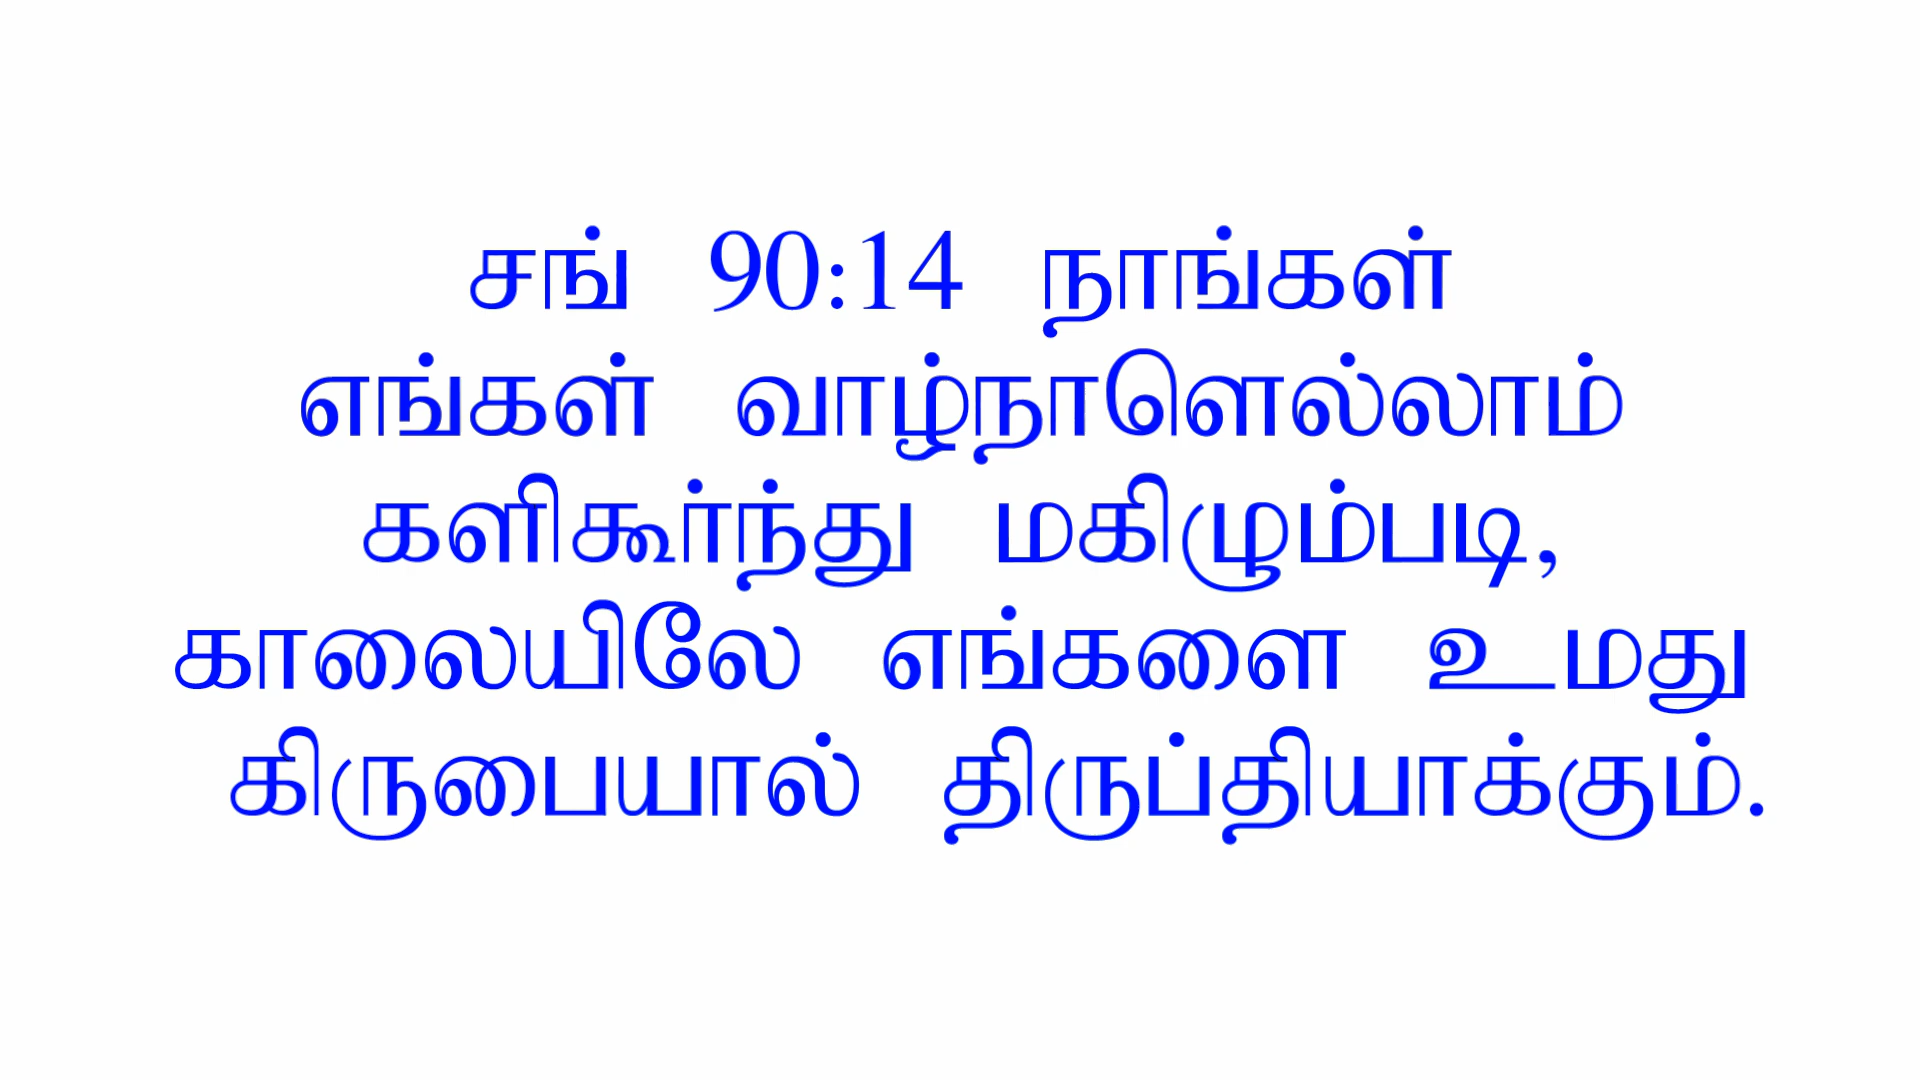 சங் 90:14 நாங்கள்
எங்கள் வாழ்நாளெல்லாம்
களிகூர்ந்து மகிழும்படி,
காலையிலே எங்களை உமது
கிருபையால் திருப்தியாக்கும்.